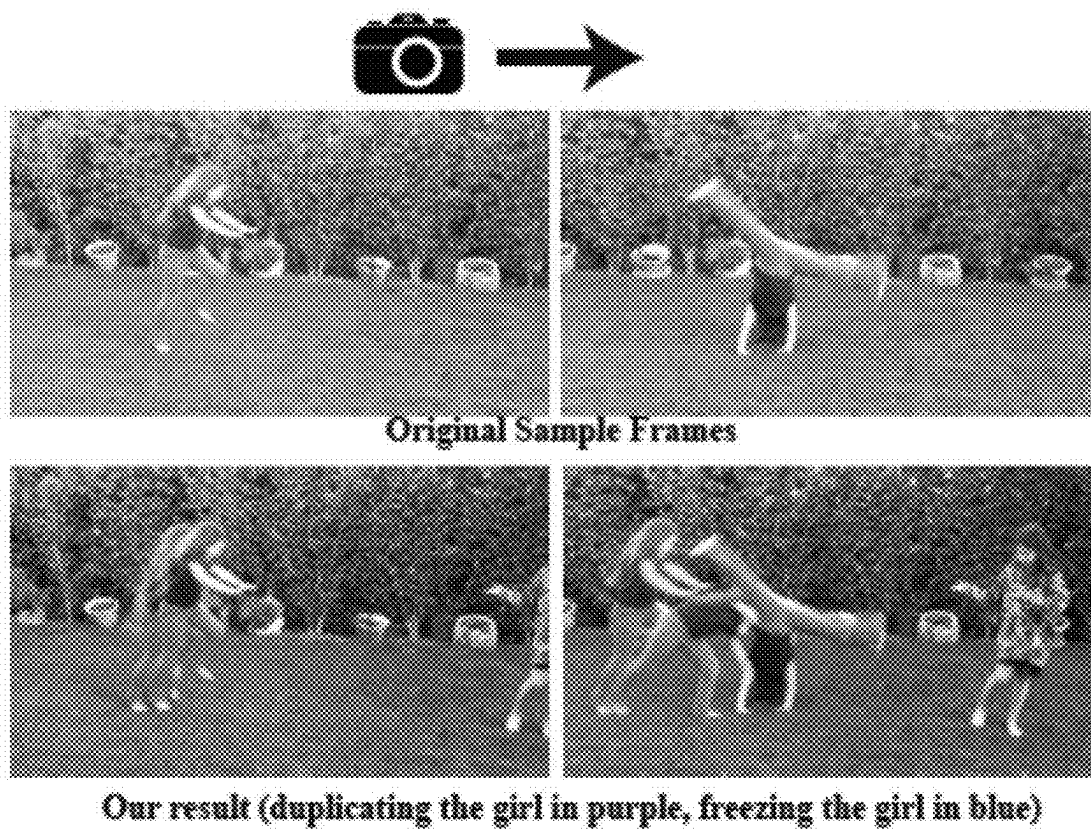 Original Sample Frames
Our result (duplicating the girl in purple, freezing the girl in blue)